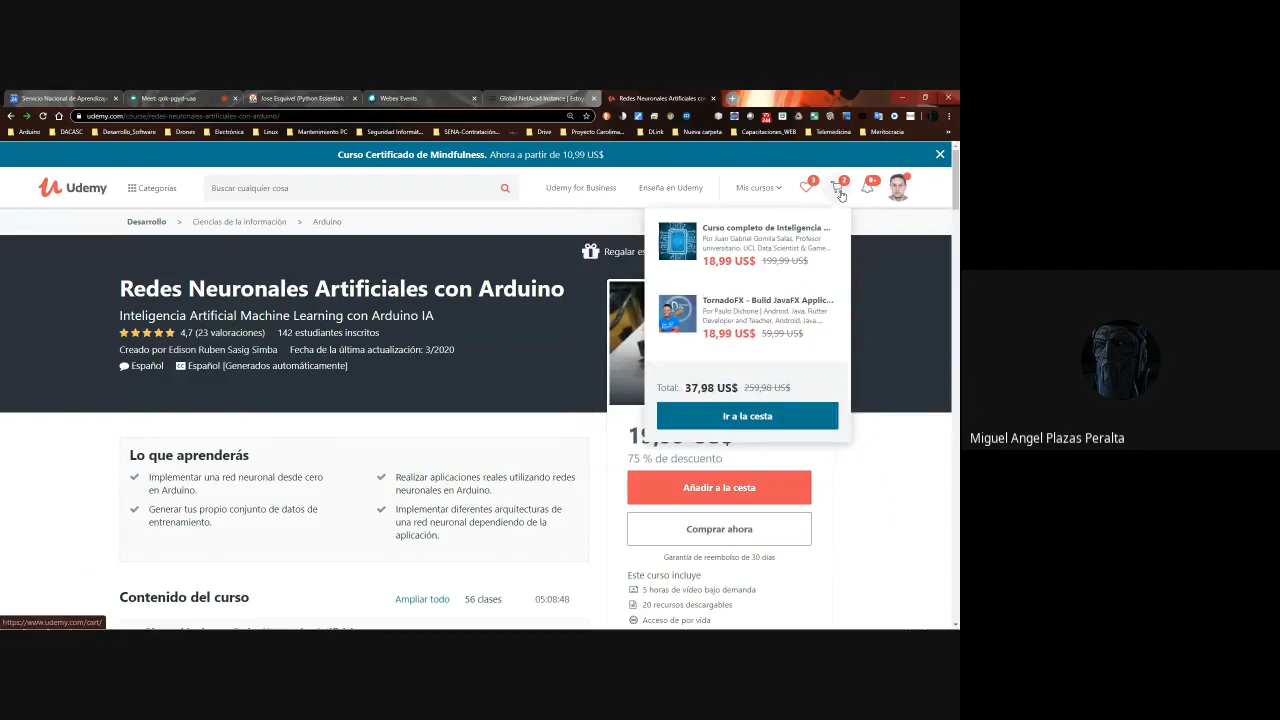 Servicio Nacional de Aprendizaj
Meet: qnk-pgyd-uaa
Jose Esquivel (Python Essentials
Webex Events
Global NetAcad Instance | Estoy
Redes Neuronales Artificiales co
udemy.com/course/redes-neuronales-artificiales-con-arduino/
Arduino
DACASC
Desarrollo_Software
Drones
Electrónica
Linux
Mantenimiento PC
Seguridad Informát...
SENA-Contratación...
Drive
Proyecto Carolima...
DLink
Nueva carpeta
Capacitaciones_WEB
Telemedicina
Meritocracia
Curso Certificado de Mindfulness. Ahora a partir de 10,99 US$
Udemy
Categorías
Buscar cualquier cosa
Udemy for Business
Enseña en Udemy
Mis cursos
3
2
9+
Desarrollo > Ciencias de la información > Arduino
Regalar es
Redes Neuronales Artificiales con Arduino
Inteligencia Artificial Machine Learning con Arduino IA
4,7 (23 valoraciones) 142 estudiantes inscritos
Creado por Edison Ruben Sasig Simba Fecha de la última actualización: 3/2020
Español
Español [Generados automáticamente]
Curso completo de Inteligencia ...
Por Juan Gabriel Gomila Salas, Profesor
universitario, UCI, Data Scientist & Game...
18,99 US$ 199,99 US$
TornadoFX - Build JavaFX Applic...
Por Paulo Dichone | Android, Java, Flutter
Developer and Teacher, Android, Java ...
18,99 US$ 59,99 US$
Total: 37,98 US$ 259,98 US$
Ir a la cesta
75 % de descuento
Añadir a la cesta
Comprar ahora
Garantía de reembolso de 30 días
Este curso incluye
5 horas de vídeo bajo demanda
20 recursos descargables
Acceso de por vida
Lo que aprenderás
Implementar una red neuronal desde cero
en Arduino.
Generar tus propio conjunto de datos de
entrenamiento.
Realizar aplicaciones reales utilizando redes
neuronales en Arduino.
Implementar diferentes arquitecturas de
una red neuronal dependiendo de la
aplicación.
Contenido del curso
Ampliar todo 56 clases 05:08:48
https://www.udemy.com/cart/
Miguel Angel Plazas Peralta